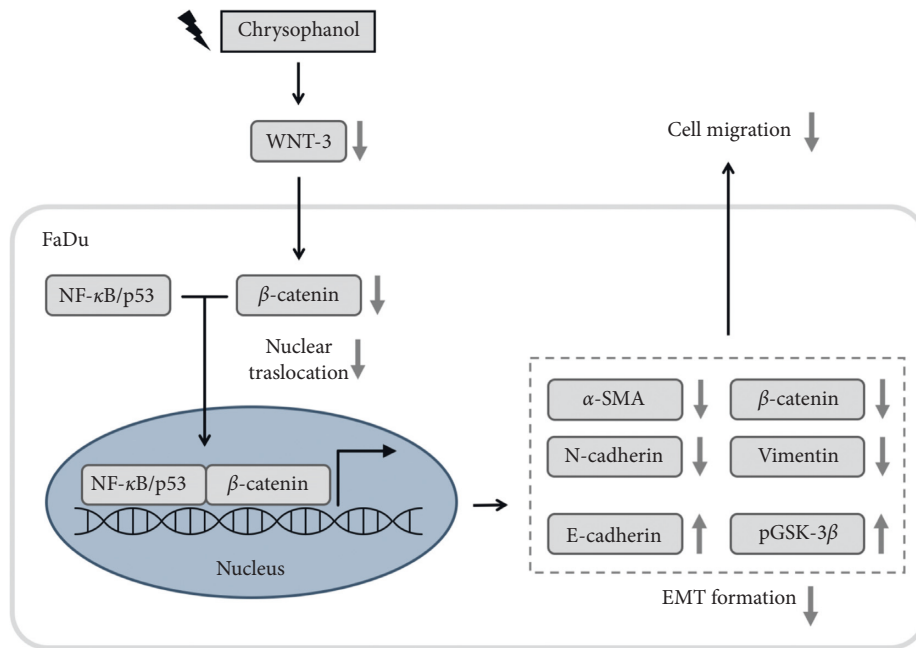 Chrysophanol
WNT-3
Cell migration
FaDu
NF-κB/p53
β-catenin
Nuclear
traslocation
α-SMA
β-catenin
N-cadherin
Vimentin
NF-κB/p53
β-catenin
E-cadherin
pGSK-3β
Nucleus
EMT formation